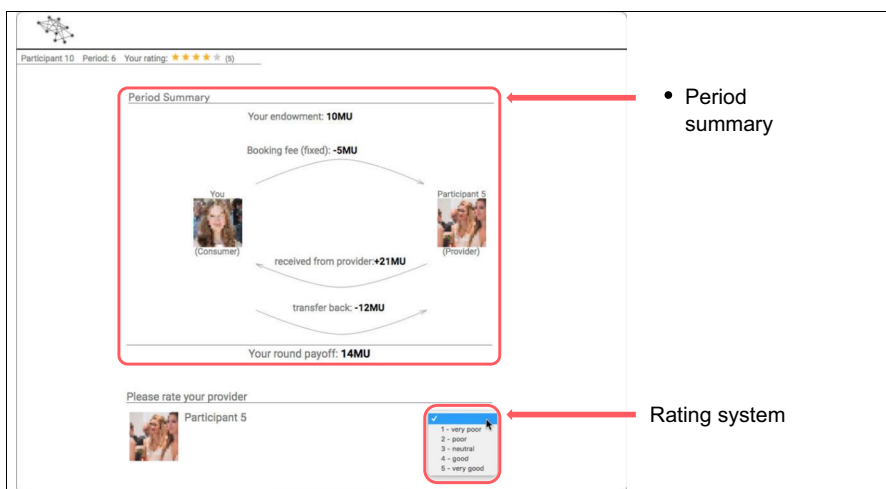 Participant 10 Period: 6 Your rating: ★★★★★ (5)
Period Summary
Your endowment: 10MU
Booking fee (fixed): -5MU
You
(Consumer)
Participant 5
(Provider)
received from provider:+21MU
transfer back: -12MU
Your round payoff: 14MU
Please rate your provider
Participant 5
✓
1 - very poor
2 - poor
3 - neutral
4 - good
5 - very good
• Period
summary
Rating system